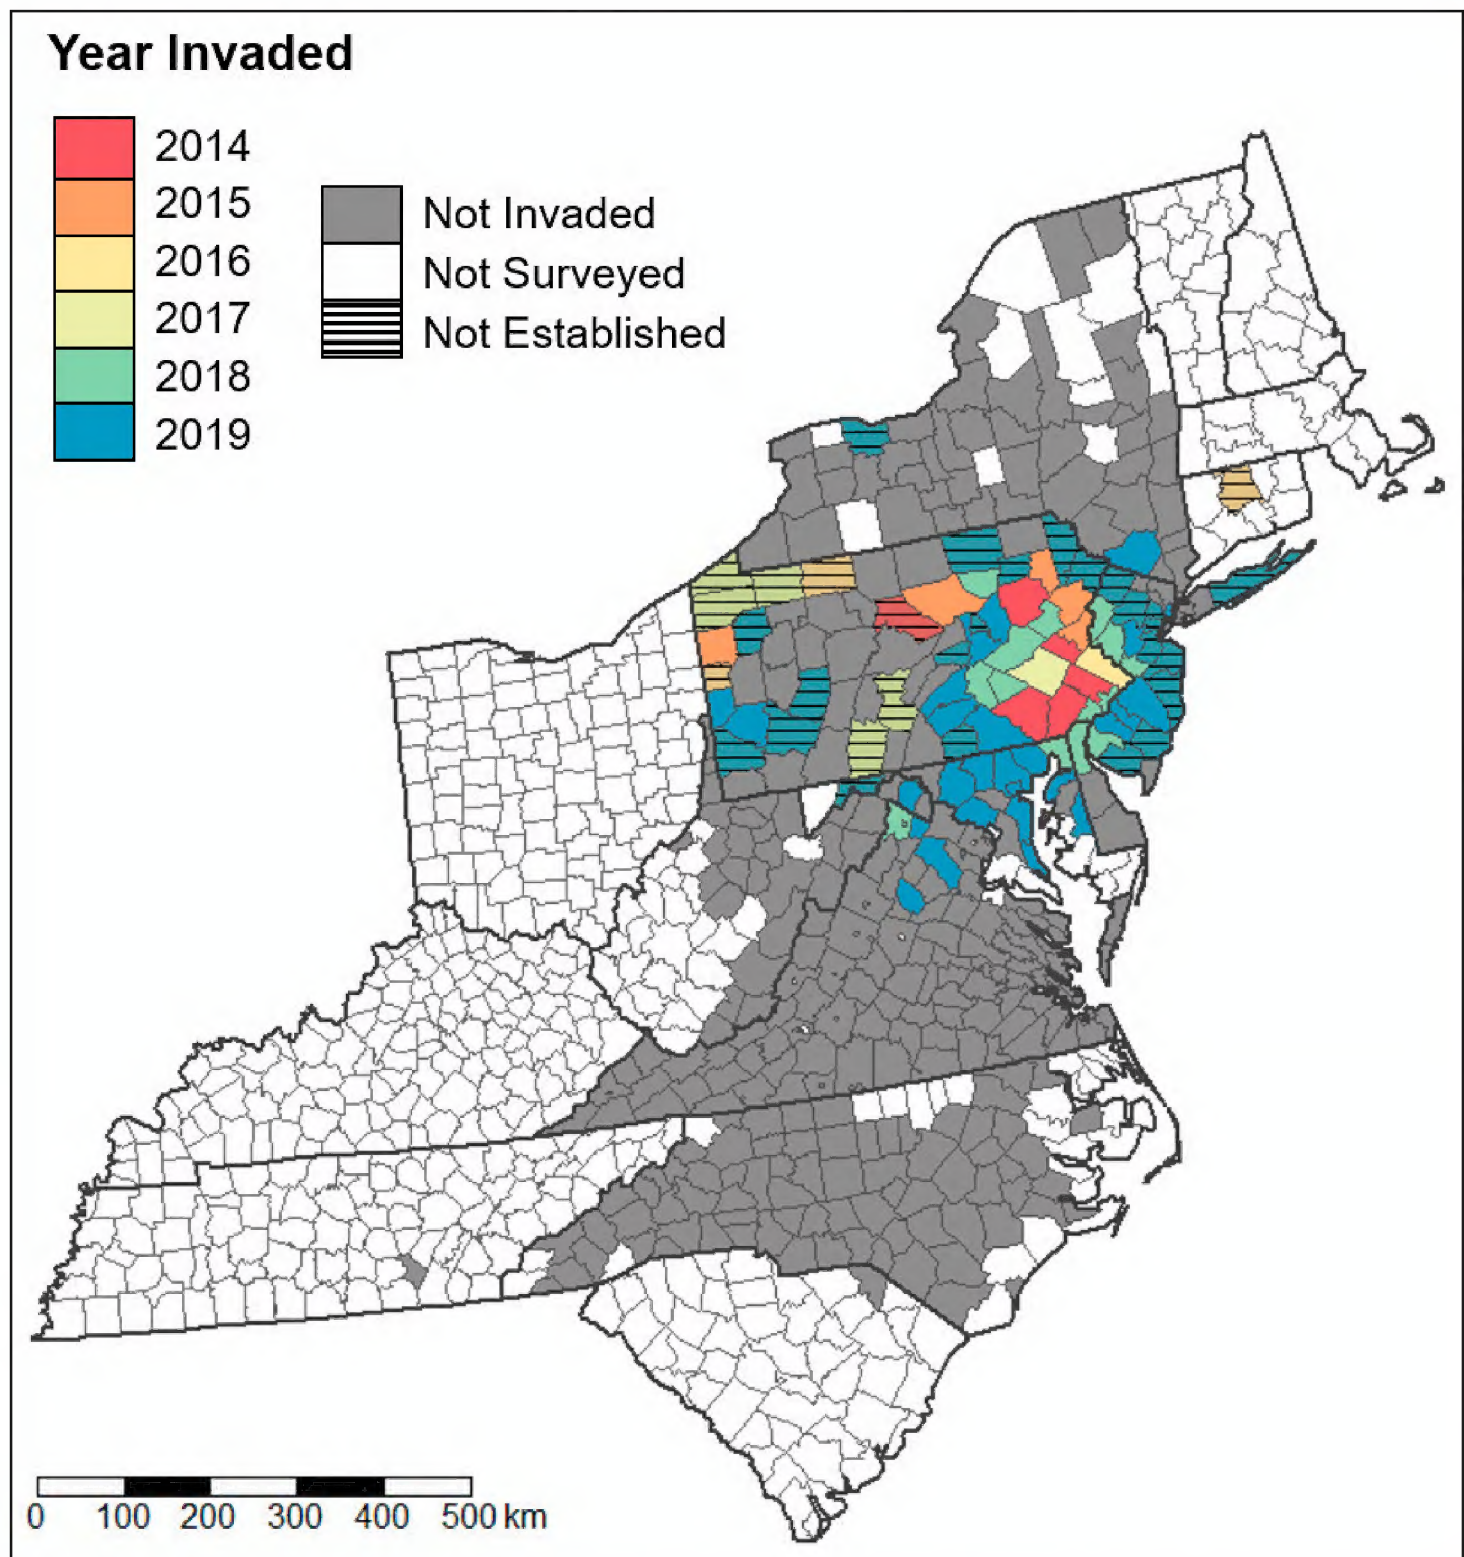 Year Invaded
2014
2015
2016
2017
2018
2019
Not Invaded
Not Surveyed
Not Established
0 100 200 300 400 500 km